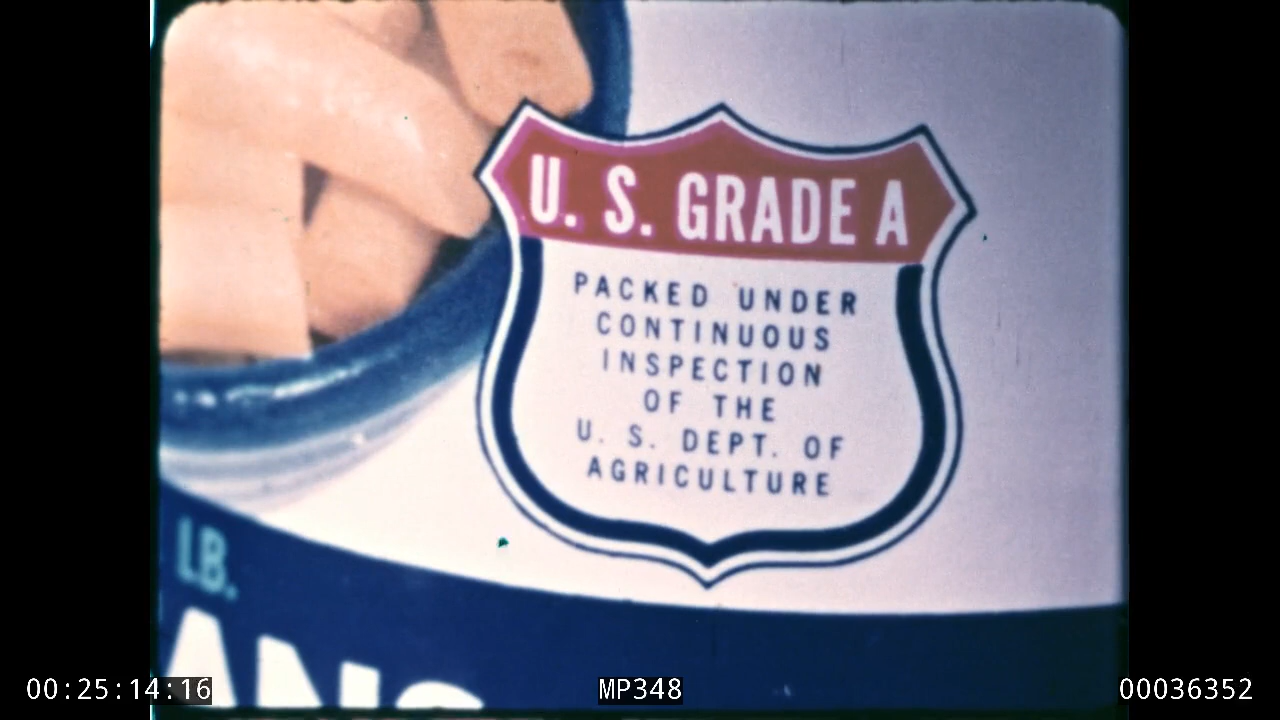 U. S. GRADE A
PACKED UNDER
CONTINUOUS
INSPECTION
OF THE
U. S. DEPT. OF
AGRICULTURE
LB.
00:25:14:16
MP348
00036352